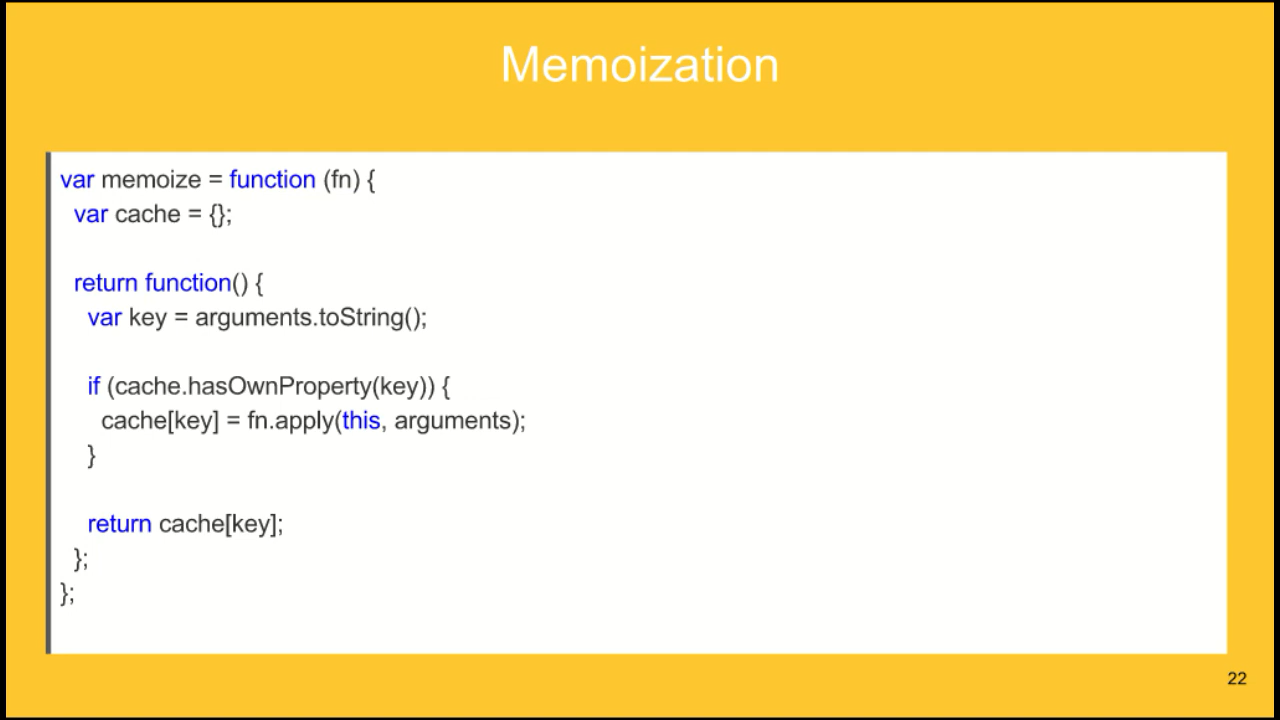 Memoization
var memoize = function (fn) {
var cache = {};
return function() {
var key = arguments.toString();
if (cache.hasOwnProperty(key)) {
cache[key] = fn.apply(this, arguments);
}
return cache[key];
};
};
22